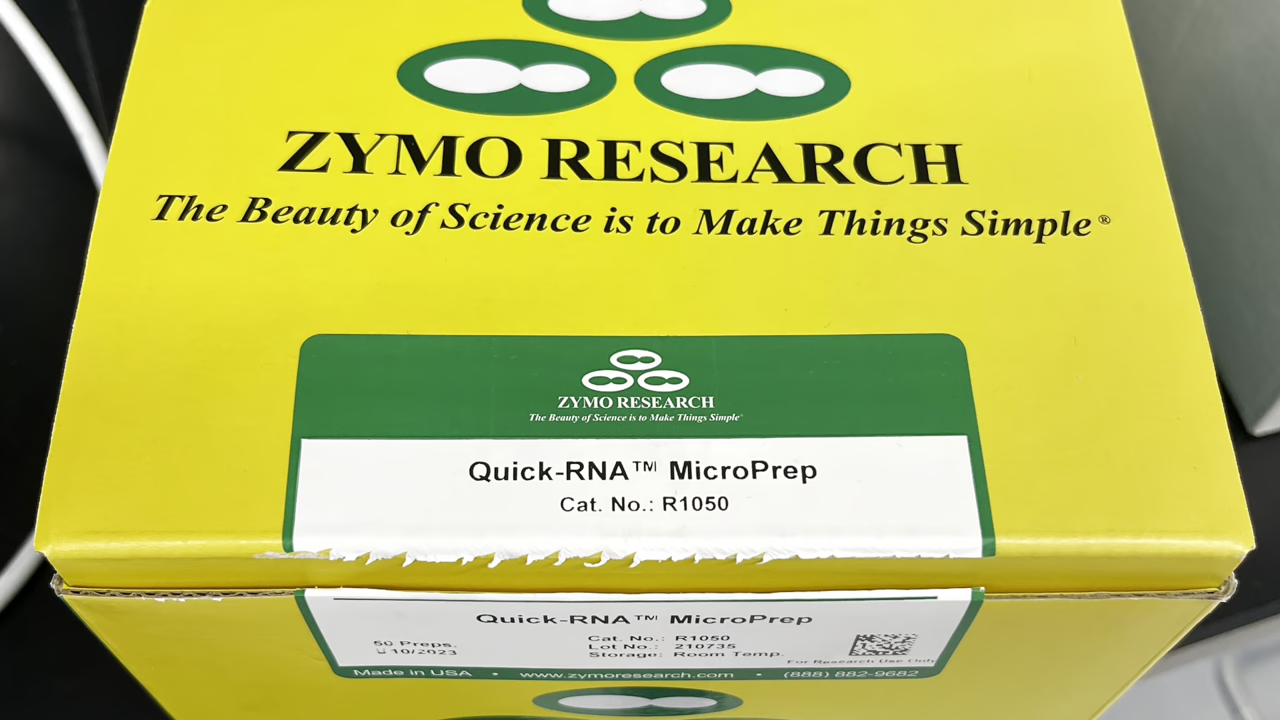 ZYMO RESEARCH
The Beauty of Science is to Make Things Simple®
ZYMO RESEARCH
The Beauty of Science is to Make Things Simple®
Quick-RNA™ MicroPrep
Cat. No.: R1050
Quick-RNA™ MicroPrep
50 Preps.
10/2023
Cat. No.: R1050
Lot No.: 210735
Storage: Room Temp.
For Research Use Only
Made in USA • www.zymoresearch.com • (888) 882-9682